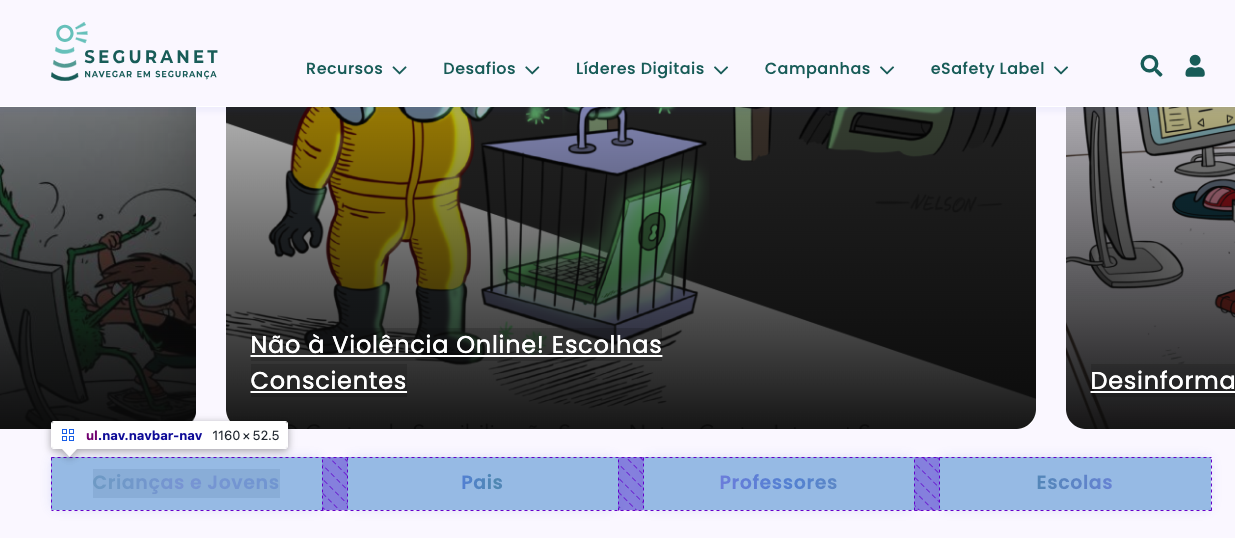 SEGURANET
NAVEGAR EM SEGURANÇA
Recursos
Desafios
Líderes Digitais
Campanhas
eSafety Label
NELSON
Não à Violência Online! Escolhas
Conscientes
Desinforma
ul.nav.navbar-nav 1160 × 52.5
Crianças e Jovens
Pais
Professores
Escolas